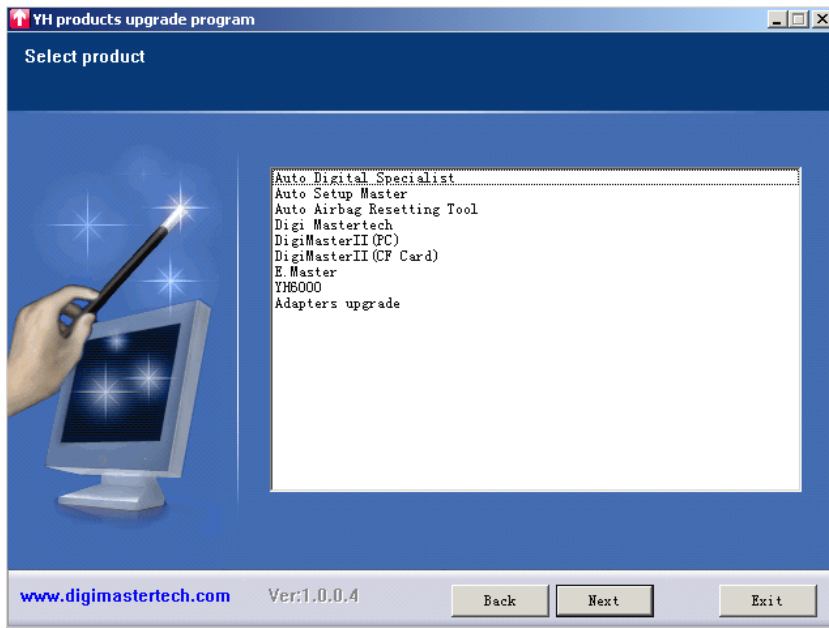 YH products upgrade program
Select product
Auto Digital Specialist
Auto Setup Master
Auto Airbag Resetting Tool
Digi Mastertech
DigiMasterII(PC)
DigiMasterII(CF Card)
E.Master
YH6000
Adapters upgrade
www.digimastertech.com Ver:1.0.0.4 Back Next Exit